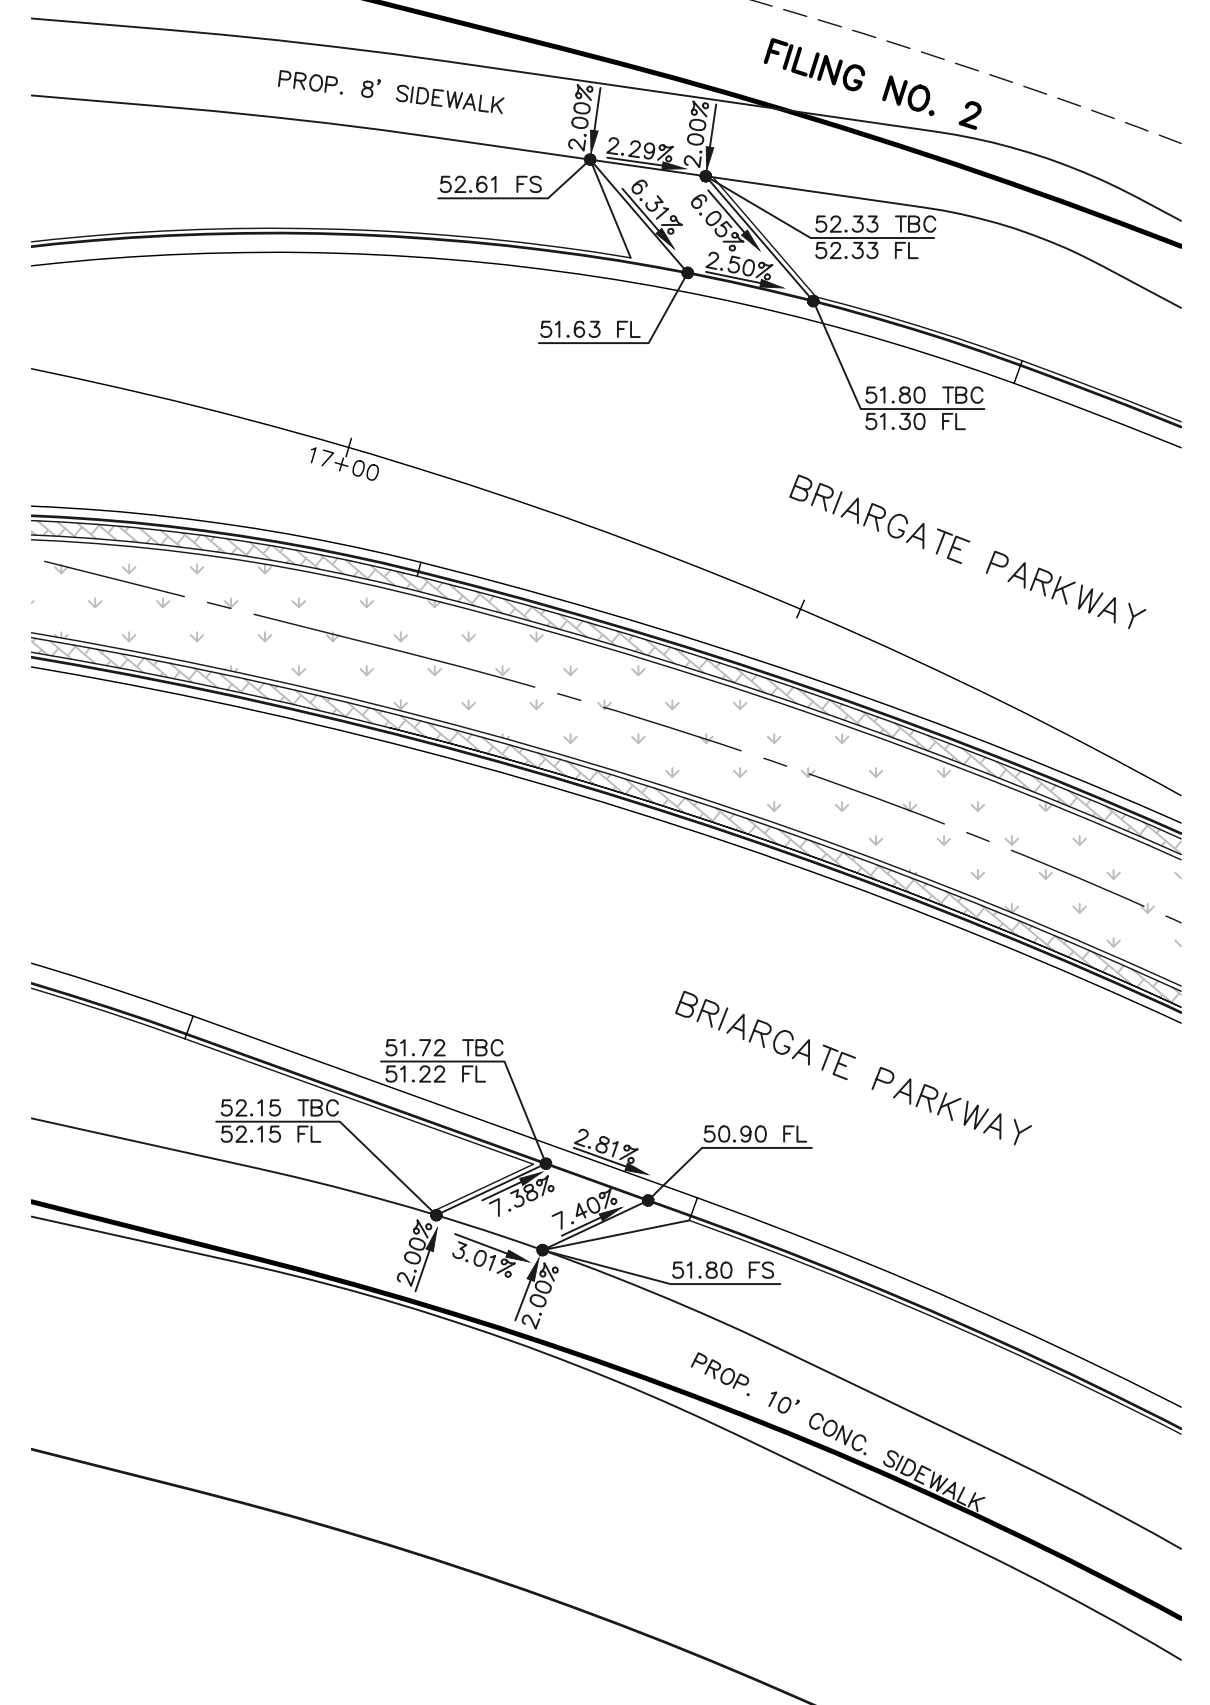 FILING NO. 2
PROP. 8' SIDEWALK
2.00%
2.00%
2.29%
52.61 FS
6.31%
6.05%
52.33 TBC
52.33 FL
2.50%
51.63 FL
51.80 TBC
51.30 FL
17+00
BRIARGATE PARKWAY
BRIARGATE PARKWAY
51.72 TBC
51.22 FL
52.15 TBC
52.15 FL
2.81%
50.90 FL
7.38%
7.40%
2.00%
3.01%
2.00%
51.80 FS
PROP. 10' CONC. SIDEWALK